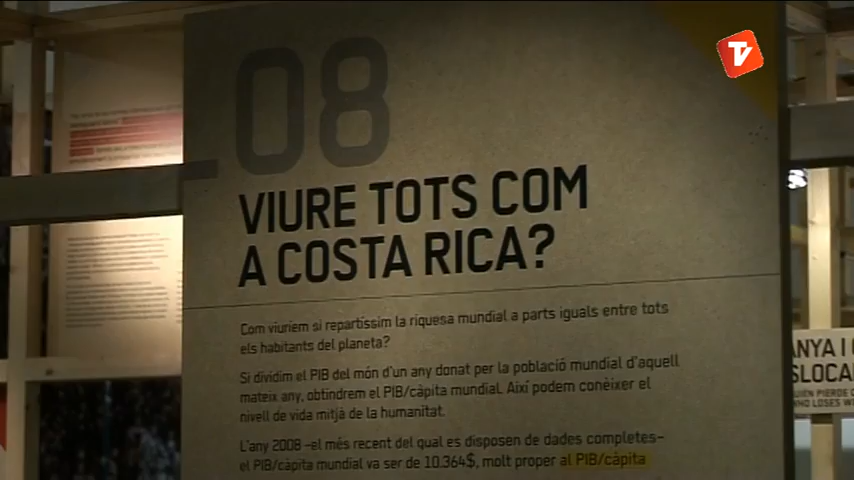 TV
08
VIURE TOTS COM
A COSTA RICA?
Com viuríem si repartíssim la riquesa mundial a parts iguals entre tots
els habitants del planeta?
Si dividim el PIB del món d'un any donat per la població mundial d'aquell
mateix any, obtindrem el PIB/càpita mundial. Així podem conèixer el
nivell de vida mitjà de la humanitat.
L'any 2008 –el més recent del qual es disposen de dades completes–
el PIB/càpita mundial va ser de 10.364$, molt proper al PIB/càpita
ANYA I
SLOCA
PIERDE
LOSES